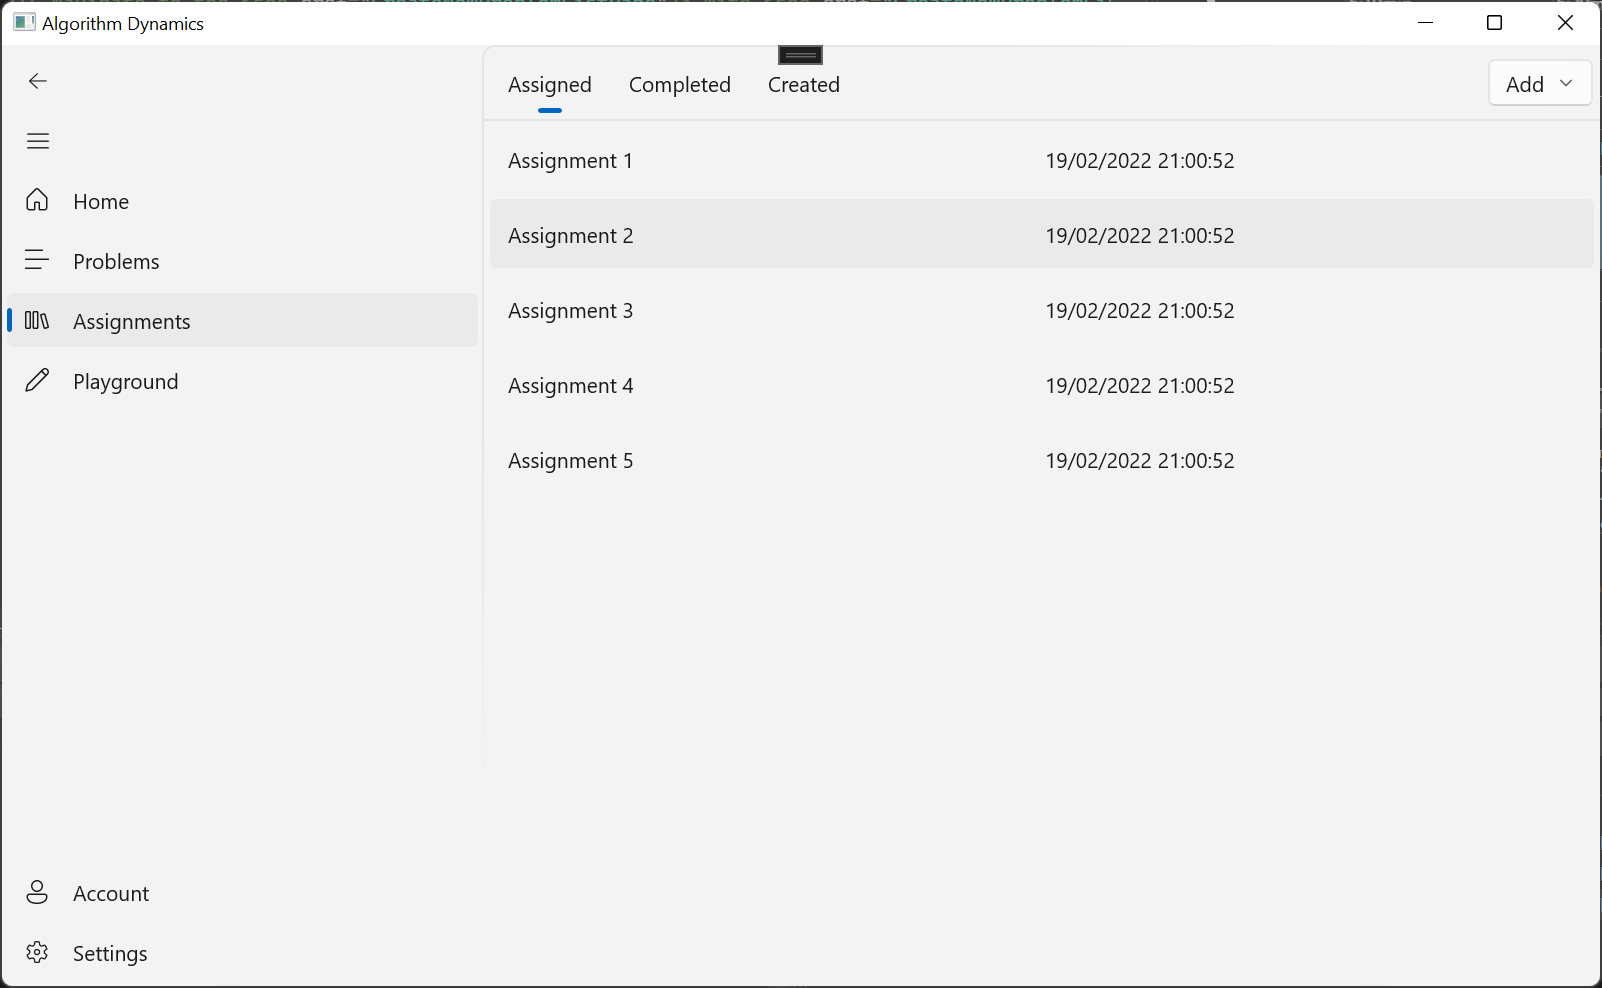 Algorithm Dynamics
Home
Problems
Assignments
Playground
Account
Settings
Assigned Completed Created Add
Assignment 1 19/02/2022 21:00:52
Assignment 2 19/02/2022 21:00:52
Assignment 3 19/02/2022 21:00:52
Assignment 4 19/02/2022 21:00:52
Assignment 5 19/02/2022 21:00:52